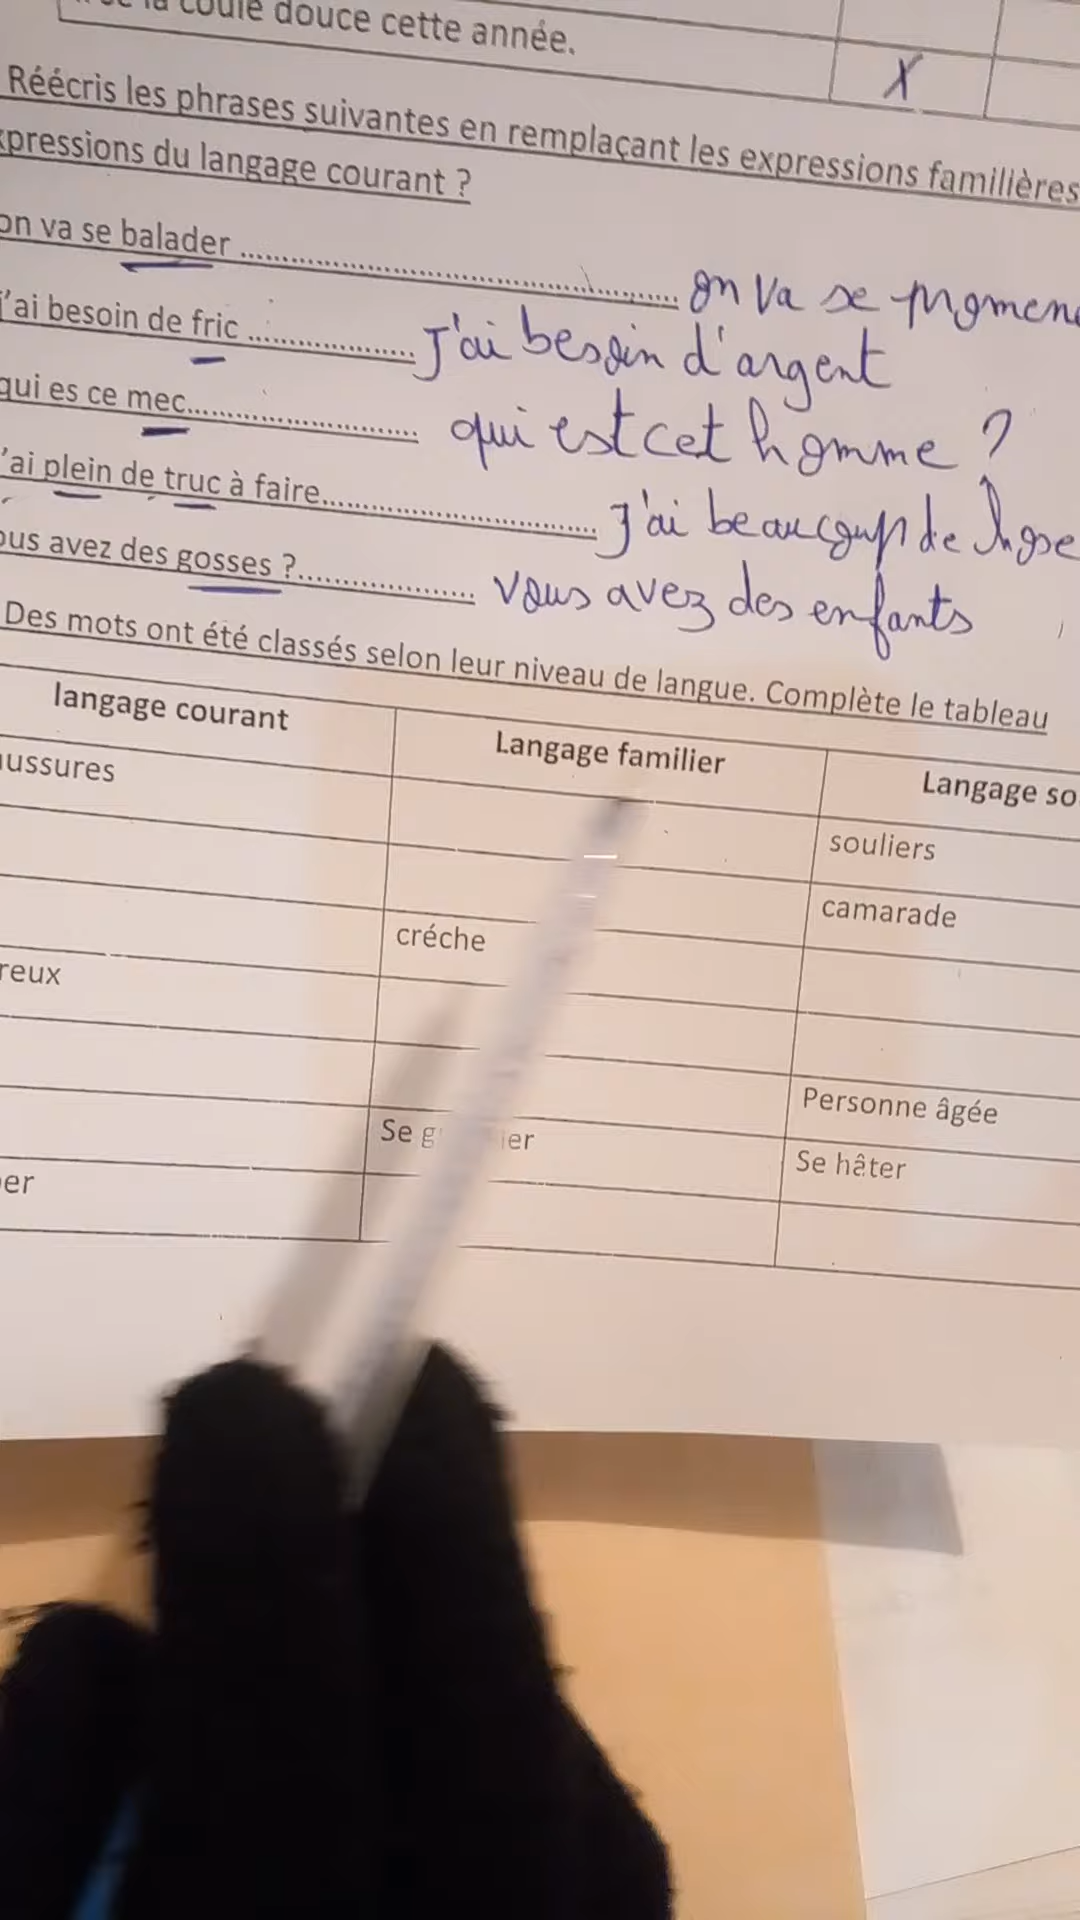 la coule douce cette année.
X
Réécris les phrases suivantes en remplaçant les expressions familières
xpressions du langage courant ?
on va se balader ........................ on va se promene
j'ai besoin de fric ............ J'ai besoin d'argent
qui es ce mec............ qui est cet homme ?
'ai plein de truc à faire............ J'ai beaucoup de
ous avez des gosses ?............ vous avez des enfants
Des mots ont été classés selon leur niveau de langue. Complète le tableau
langage courant Langage familier Langage so
aussures souliers
camarade
créche
reux
Personne âgée
Se g ier Se hâter
er